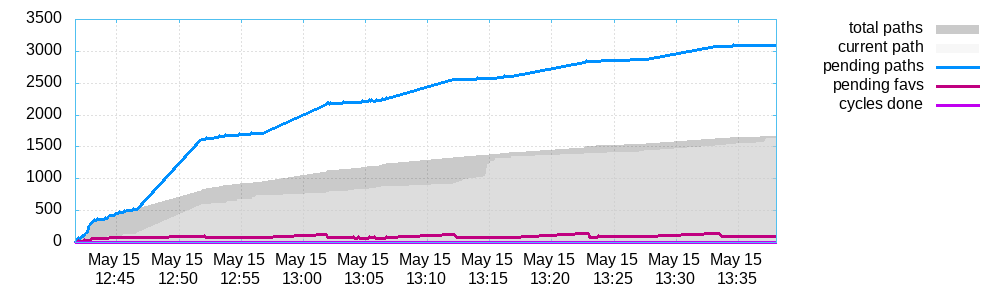 3500
3000
2500
2000
1500
1000
500
0
May 15 May 15 May 15 May 15 May 15 May 15 May 15 May 15 May 15 May 15 May 15
12:45 12:50 12:55 13:00 13:05 13:10 13:15 13:20 13:25 13:30 13:35
total paths
current path
pending paths
pending favs
cycles done